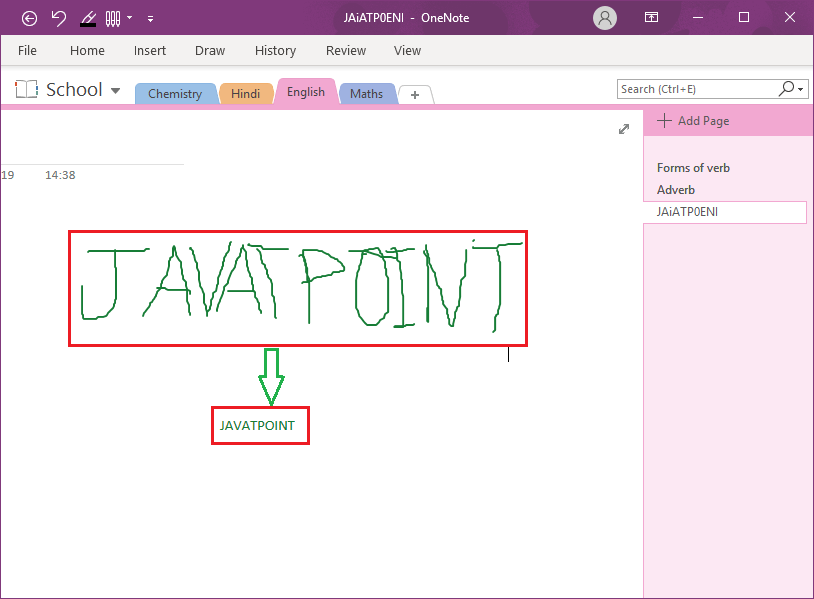 JAiATP0ENI - OneNote
File Home Insert Draw History Review View
School Chemistry Hindi English Maths + Search (Ctrl+E)
Add Page
19 14:38
Forms of verb
Adverb
JAiATP0ENI
JAVATPOINT
JAVATPOINT